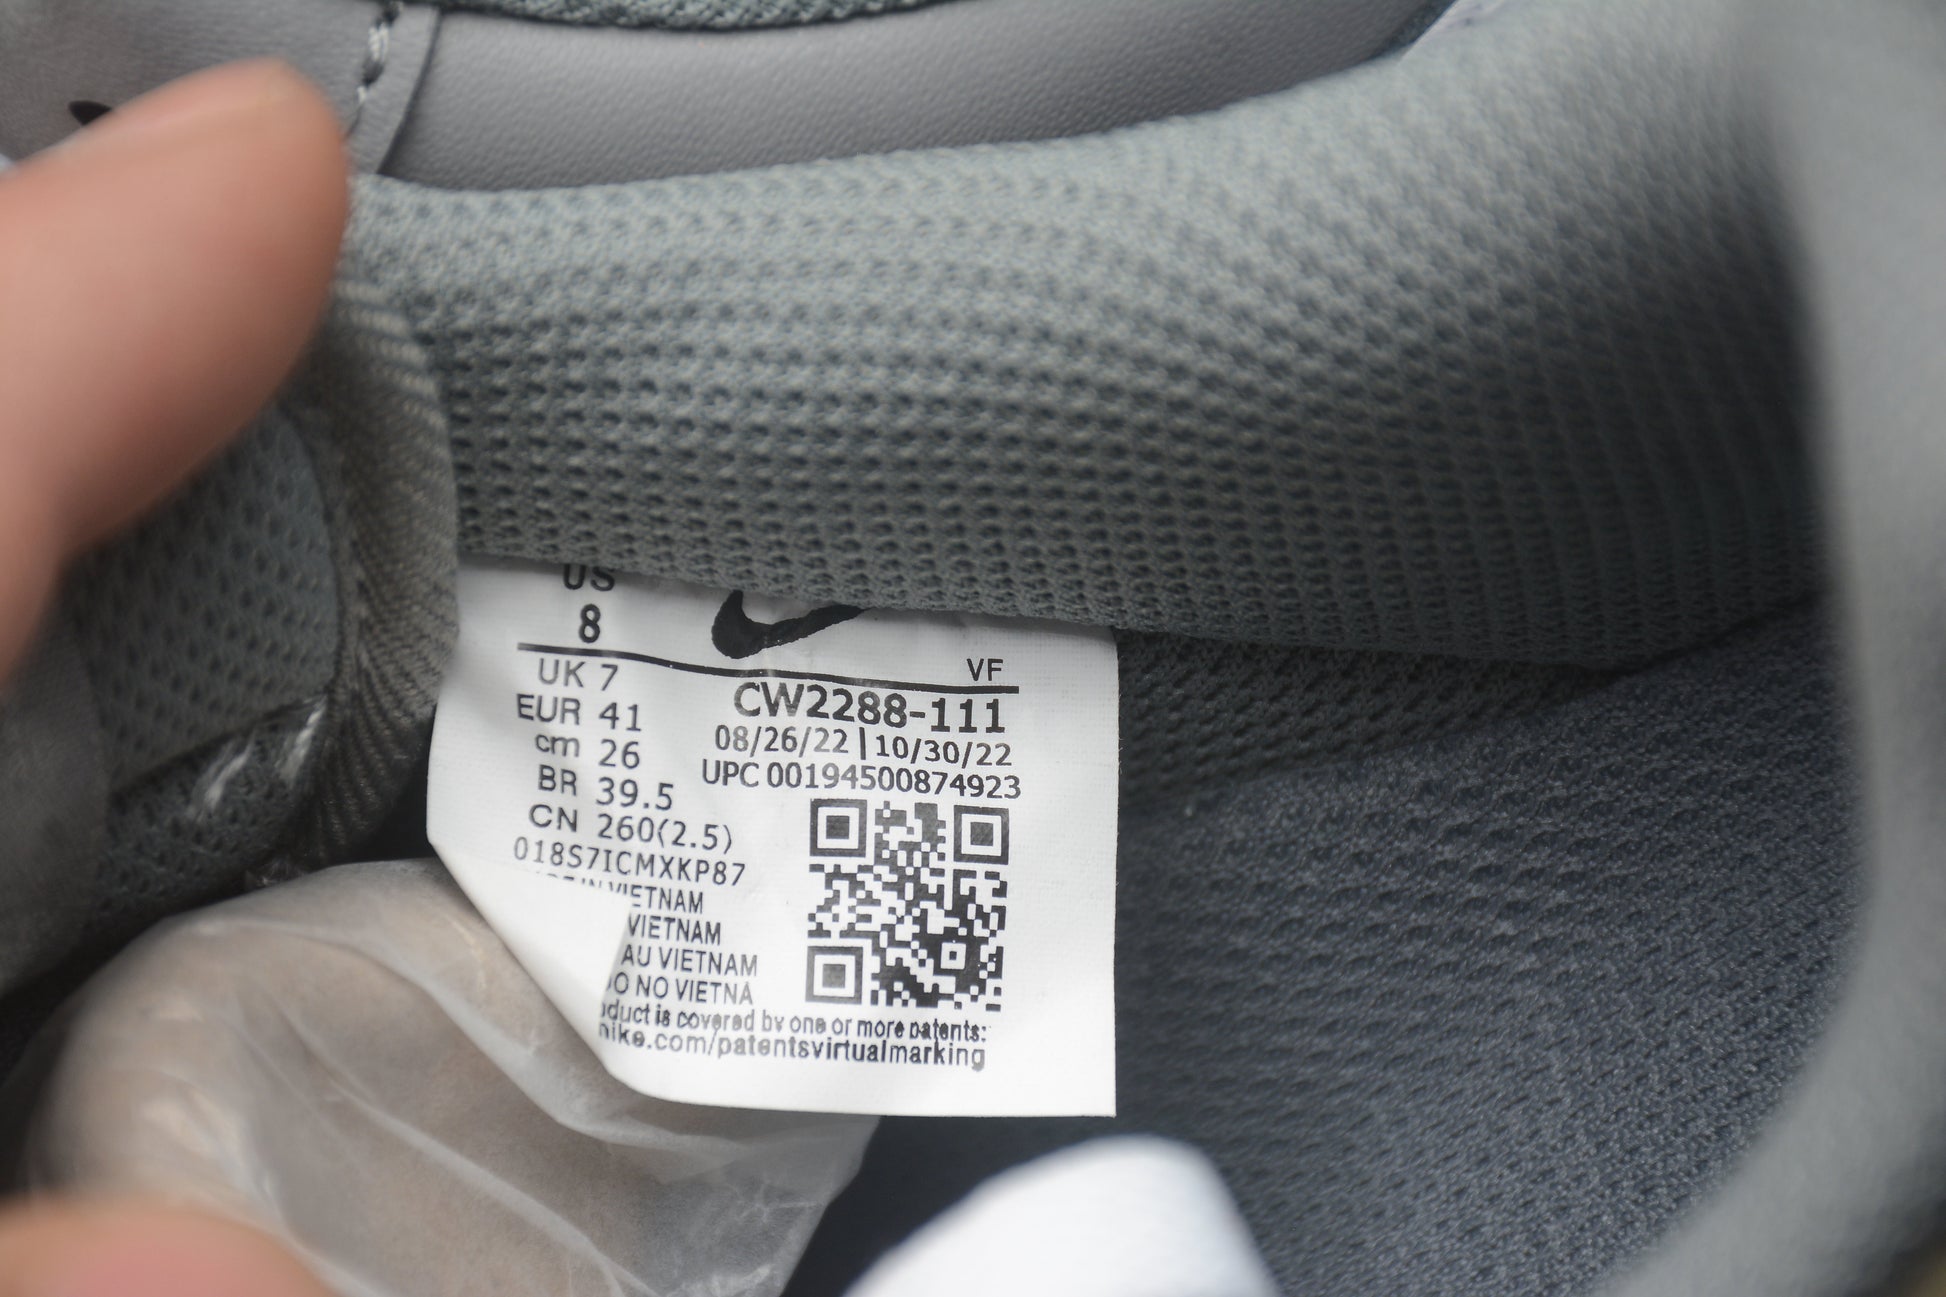 US
8
VF
UK 7
CW2288-111
EUR 41
08/26/22 | 10/30/22
cm 26
UPC 00194500874923
BR 39.5
CN 260(2.5)
018S7ICMXKP87
VIETNAM
VIETNAM
AU VIETNAM
NO VIETNA
is covered by one or more patents:
nike.com/patentsvirtualmarking